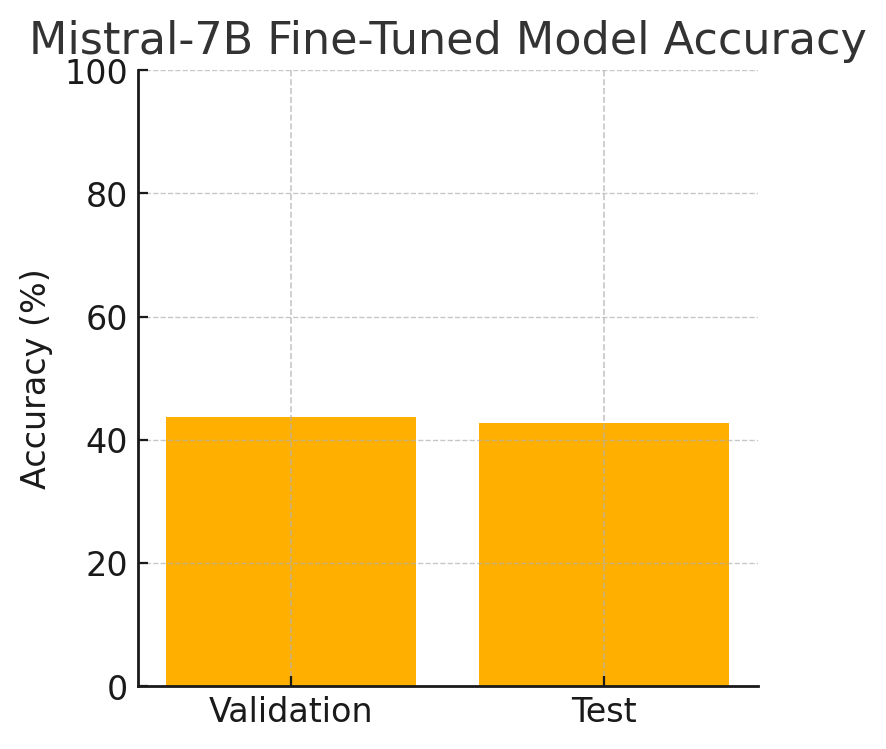 Mistral-7B Fine-Tuned Model Accuracy
100
80
60
40
20
0
Accuracy (%)
Validation
Test